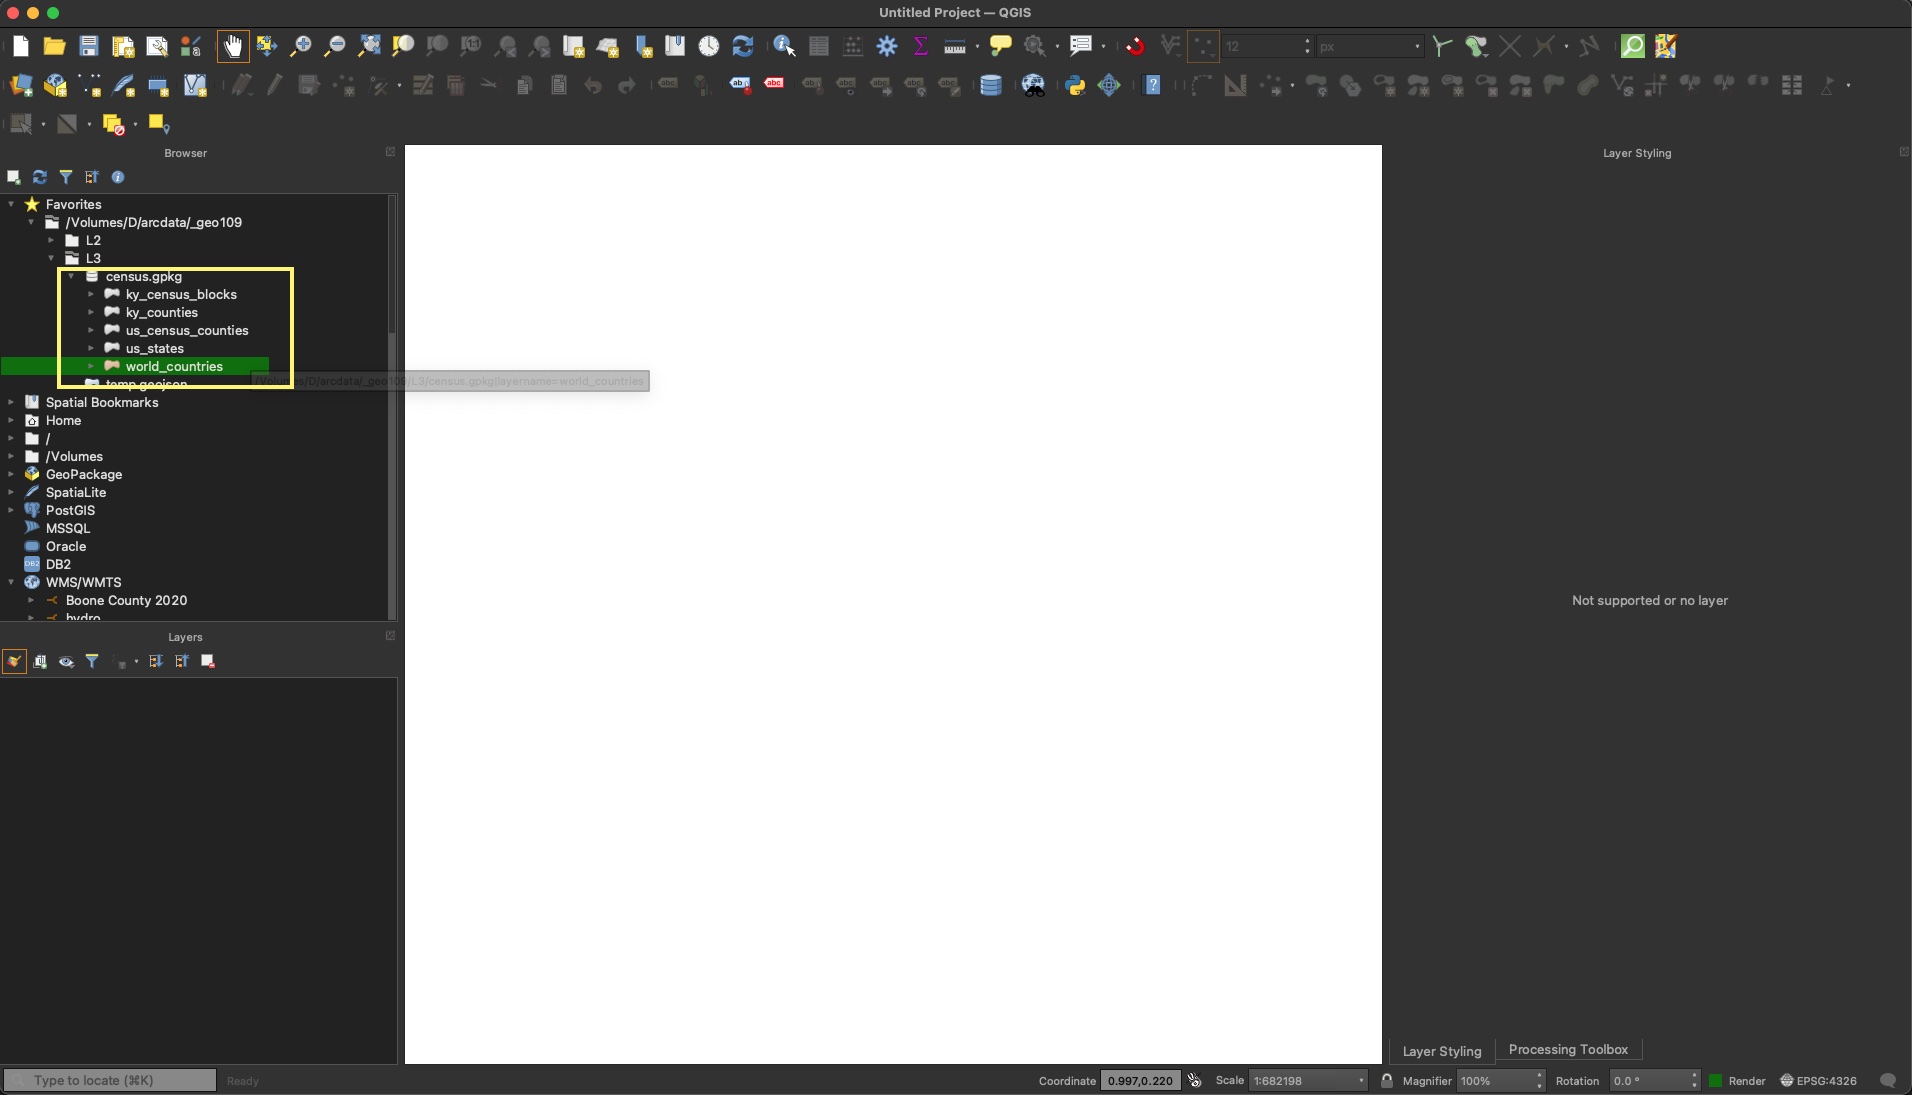 Untitled Project — QGIS
12
px
Browser
Layer Styling
Favorites
/Volumes/D/arcdata/_geo109
L2
L3
census.gpkg
ky_census_blocks
ky_counties
us_census_counties
us_states
world_countries
temp.geojson
/Volumes/D/arcdata/_geo109/L3/census.gpkg|layername=world_countries
Spatial Bookmarks
Home
/
/Volumes
GeoPackage
SpatiaLite
PostGIS
MSSQL
Oracle
DB2
WMS/WMTS
Boone County 2020
hydro
Not supported or no layer
Layers
Layer Styling
Processing Toolbox
Type to locate (⌘K)
Ready
Coordinate 0.997,0.220
Scale 1:682198
Magnifier 100%
Rotation 0.0 °
Render
EPSG:4326